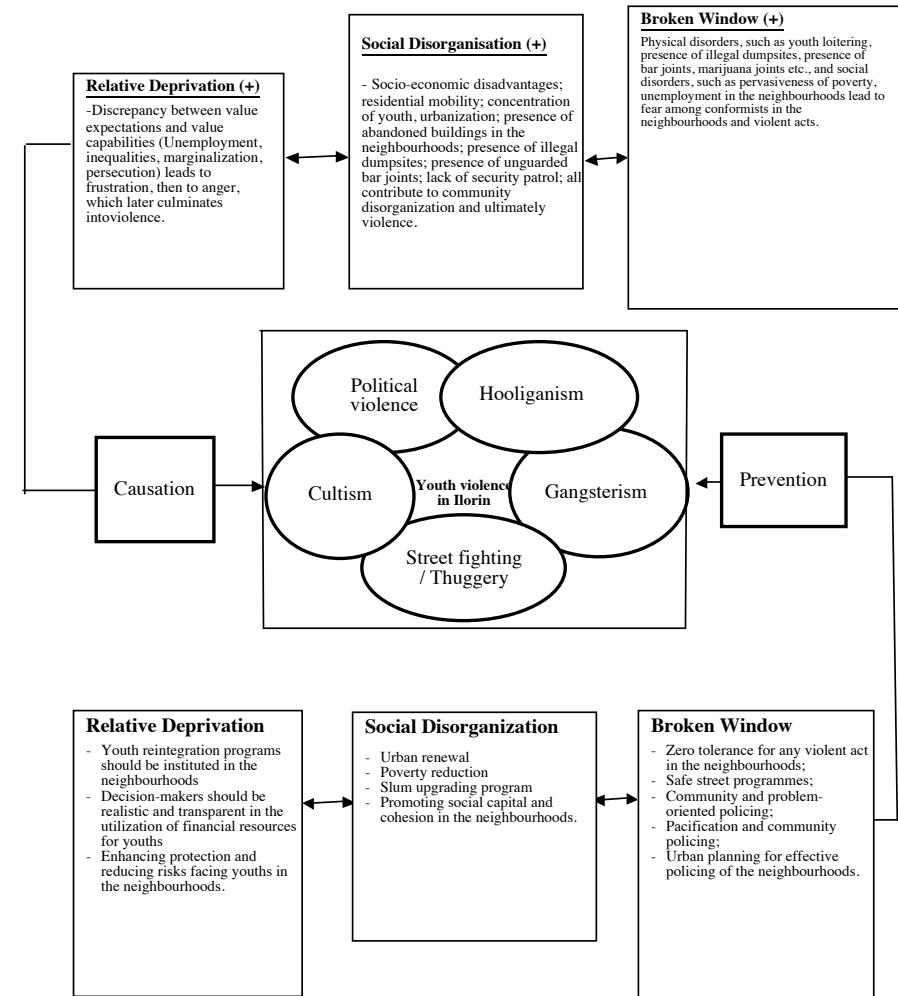 Relative Deprivation (+)
-Discrepancy between value
expectations and value
capabilities (Unemployment,
inequalities, marginalization,
persecution) leads to
frustration, then to anger,
which later culminates
intoviolence.
Social Disorganisation (+)
- Socio-economic disadvantages;
residential mobility; concentration
of youth, urbanization; presence of
abandoned buildings in the
neighbourhoods; presence of illegal
dumpsites; presence of unguarded
bar joints; lack of security patrol; all
contribute to community
disorganization and ultimately
violence.
Broken Window (+)
Physical disorders, such as youth loitering,
presence of illegal dumpsites, presence of
bar joints, marijuana joints etc., and social
disorders, such as pervasiveness of poverty,
unemployment in the neighbourhoods lead to
fear among conformists in the
neighbourhoods and violent acts.
Political
violence
Hooliganism
Causation
Cultism
Youth violence
in Ilorin
Gangsterism
Prevention
Street fighting
/ Thuggery
Relative Deprivation
- Youth reintegration programs
should be instituted in the
neighbourhoods
- Decision-makers should be
realistic and transparent in the
utilization of financial resources
for youths
- Enhancing protection and
reducing risks facing youths in
the neighbourhoods.
Social Disorganization
- Urban renewal
- Poverty reduction
- Slum upgrading program
- Promoting social capital and
cohesion in the neighbourhoods.
Broken Window
- Zero tolerance for any violent act
in the neighbourhoods;
- Safe street programmes;
- Community and problem-
oriented policing;
- Pacification and community
policing;
- Urban planning for effective
policing of the neighbourhoods.